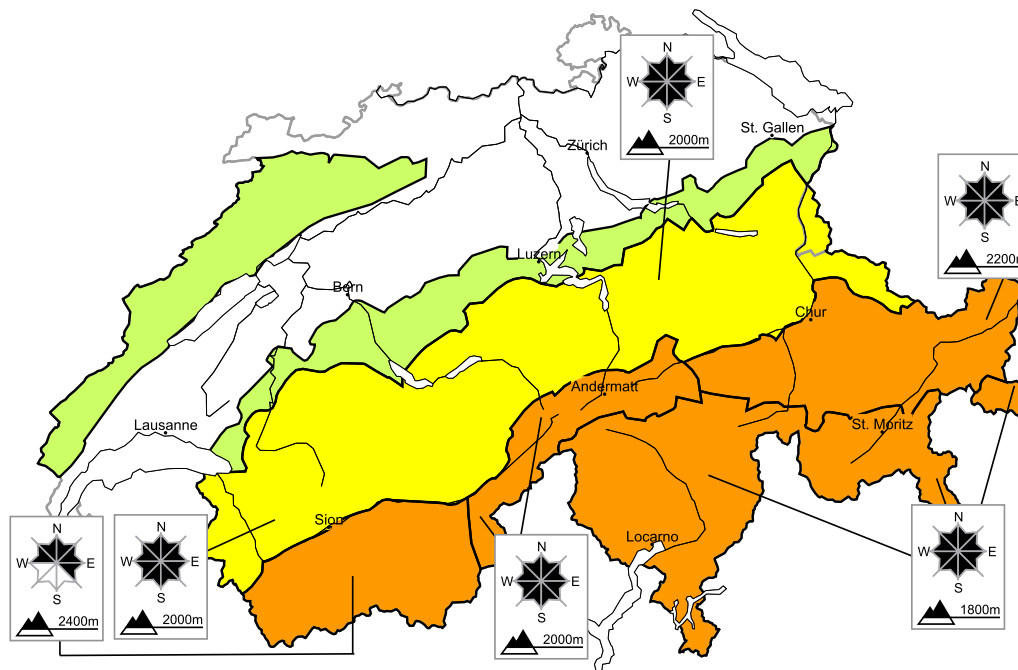 N
W E
S
2000m
St. Gallen
Zürich
N
W E
S
2200m
Luzern
Bern
Chur
Andermatt
Lausanne
St. Moritz
N
W E
S
2400m
N
W E
S
2000m
Sion
Locarno
N
W E
S
2000m
N
W E
S
1800m